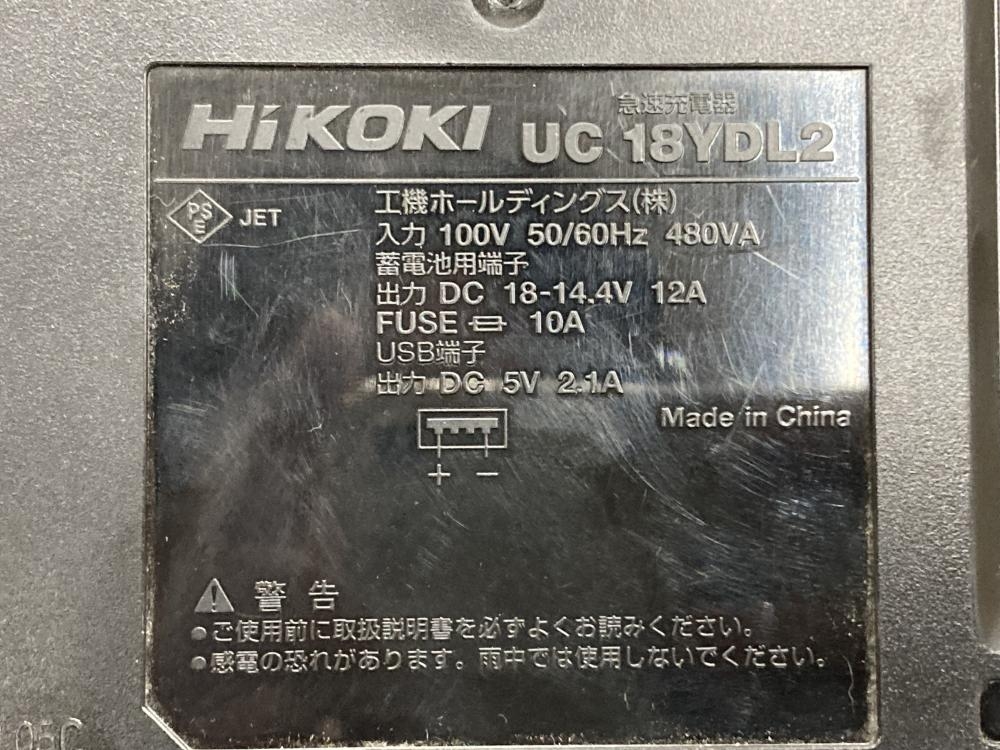 急速充電器
HiKOKI UC 18YDL2
PSE JET
工機ホールディングス(株)
入力 100V 50/60Hz 480VA
蓄電池用端子
出力 DC 18-14.4V 12A
FUSE 10A
USB端子
出力 DC 5V 2.1A
Made in China
+ −
警告
●ご使用前に取扱説明書を必ずよくお読みください。
●感電の恐れがあります。雨中では使用しないでください。